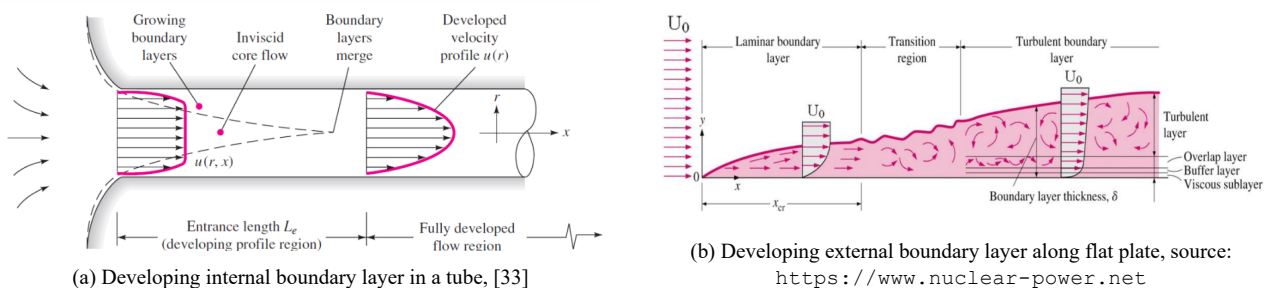 Growing
boundary
layers
Inviscid
core flow
Boundary
layers
merge
Developed
velocity
profile u(r)
r
x
u(r, x)
Entrance length Le
(developing profile region)
Fully developed
flow region
(a) Developing internal boundary layer in a tube, [33]
U0
Laminar boundary
layer
Transition
region
Turbulent boundary
layer
U0
U0
y
Turbulent
layer
Overlap layer
Buffer layer
Viscous sublayer
0
x
Boundary layer thickness, δ
xcr
(b) Developing external boundary layer along flat plate, source:
https://www.nuclear-power.net